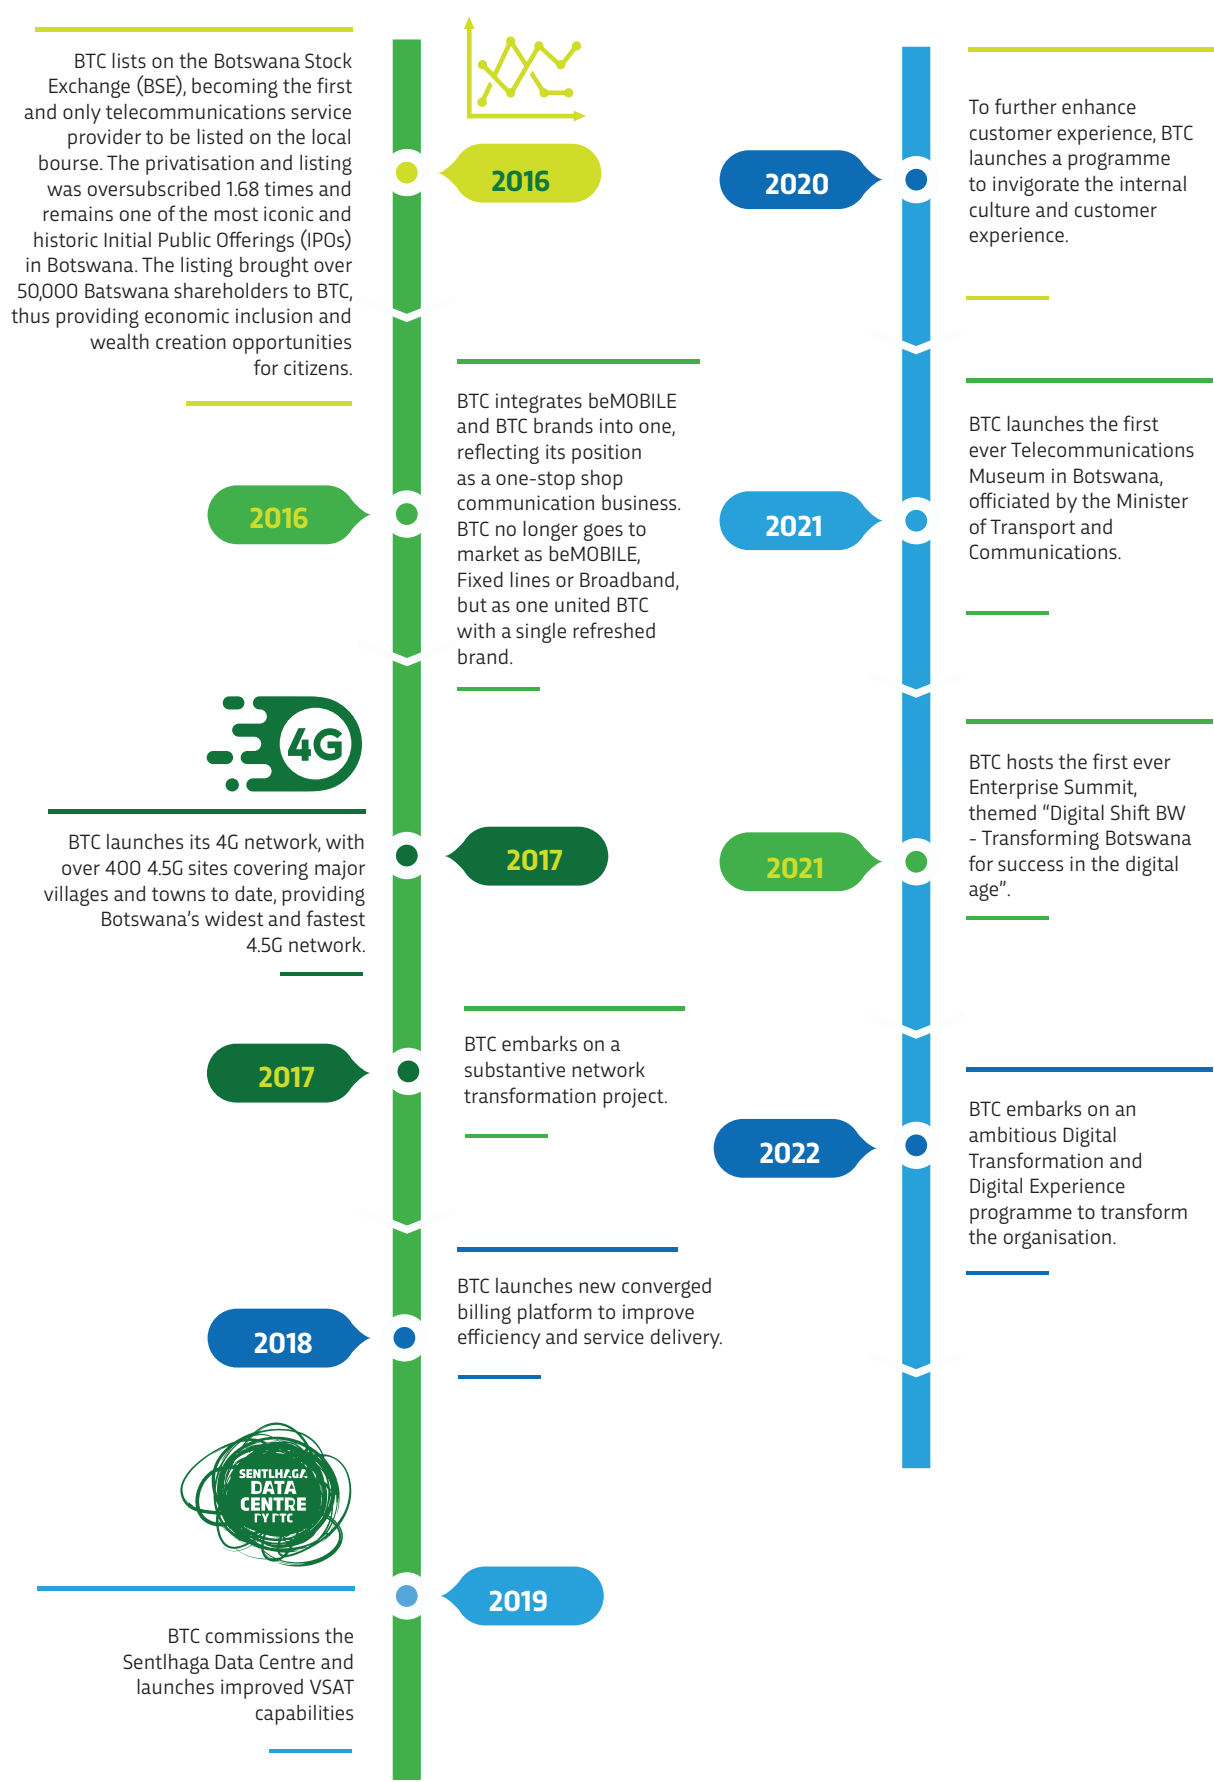 BTC lists on the Botswana Stock
Exchange (BSE), becoming the first
and only telecommunications service
provider to be listed on the local
bourse. The privatisation and listing
was oversubscribed 1.68 times and
remains one of the most iconic and
historic Initial Public Offerings (IPOs)
in Botswana. The listing brought over
50,000 Batswana shareholders to BTC,
thus providing economic inclusion and
wealth creation opportunities
for citizens.
2016
2016
BTC integrates beMOBILE
and BTC brands into one,
reflecting its position
as a one-stop shop
communication business.
BTC no longer goes to
market as beMOBILE,
Fixed lines or Broadband,
but as one united BTC
with a single refreshed
brand.
4G
BTC launches its 4G network, with
over 400 4.5G sites covering major
villages and towns to date, providing
Botswana's widest and fastest
4.5G network.
2017
2017
BTC embarks on a
substantive network
transformation project.
2018
BTC launches new converged
billing platform to improve
efficiency and service delivery.
SENTLHAGA
DATA
CENTRE
BY BTC
2019
BTC commissions the
Sentlhaga Data Centre and
launches improved VSAT
capabilities
2020
To further enhance
customer experience, BTC
launches a programme
to invigorate the internal
culture and customer
experience.
2021
BTC launches the first
ever Telecommunications
Museum in Botswana,
officiated by the Minister
of Transport and
Communications.
2021
BTC hosts the first ever
Enterprise Summit,
themed “Digital Shift BW
- Transforming Botswana
for success in the digital
age”.
2022
BTC embarks on an
ambitious Digital
Transformation and
Digital Experience
programme to transform
the organisation.